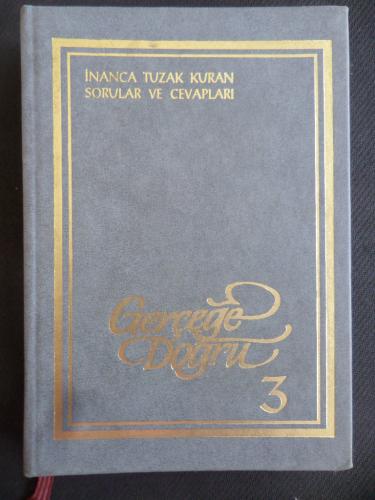 İNANCA TUZAK KURAN
SORULAR VE CEVAPLARI
Gerçeğe
Doğru
3